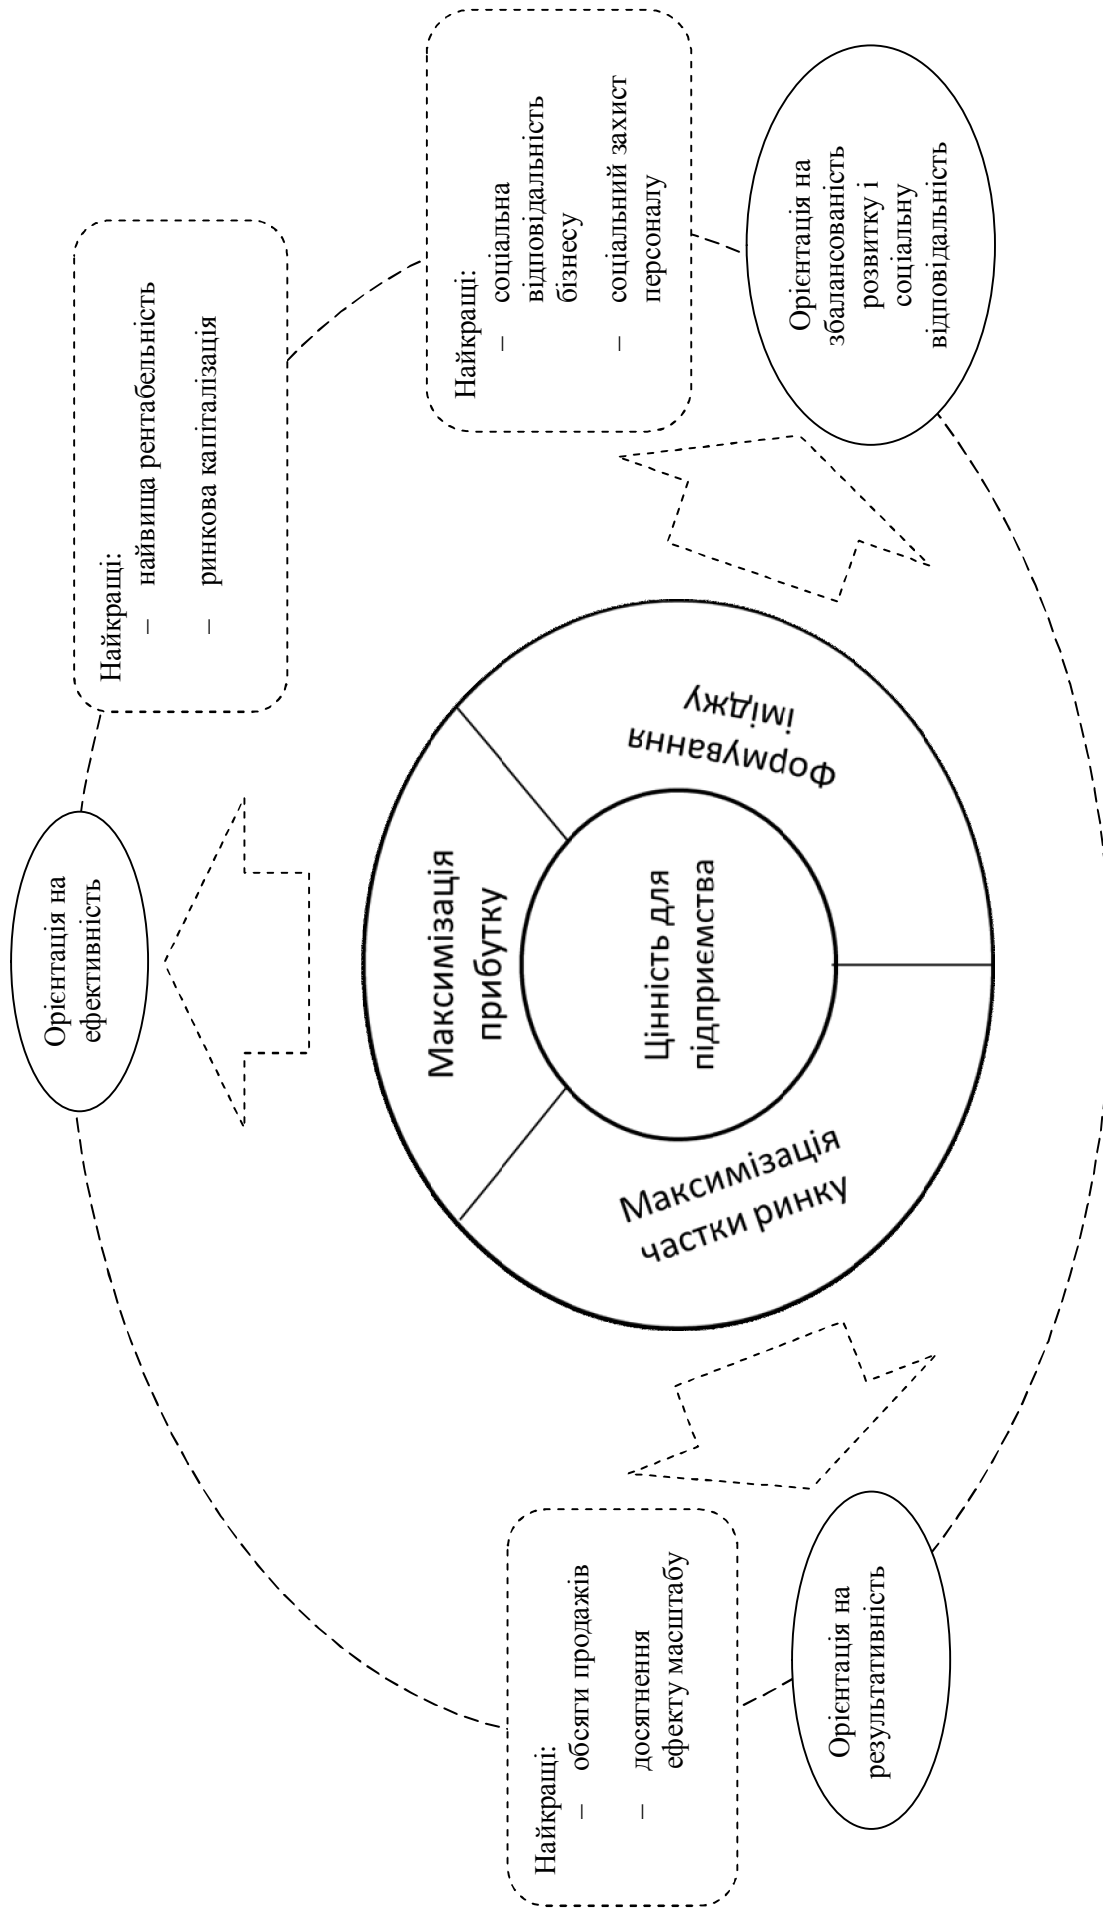 Орієнтація на
ефективність
Найкращі:
– найвища рентабельність
– ринкова капіталізація
Максимізація
прибутку
Цінність для
підприємства
Максимізація
частки ринку
Формування
іміджу
Найкращі:
– обсяги продажів
– досягнення
ефекту масштабу
Орієнтація на
результативність
Найкращі:
– соціальна
відповідальність
бізнесу
– соціальний захист
персоналу
Орієнтація на
збалансованість
розвитку і
соціальну
відповідальність